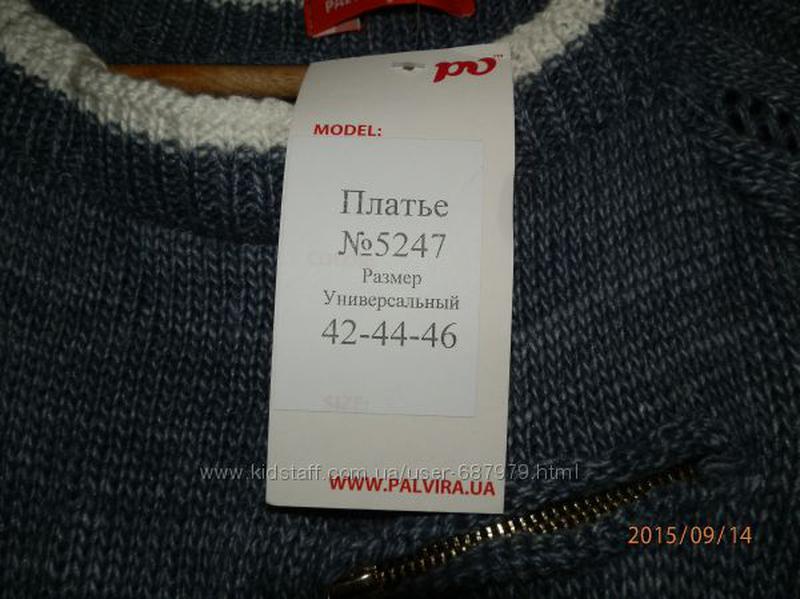 MODEL:
Платье
№5247
Размер
Универсальный
42-44-46
SIZE:
www.kidstaff.com.ua/user-687979.html
WWW.PALVIRA.UA
2015/09/14